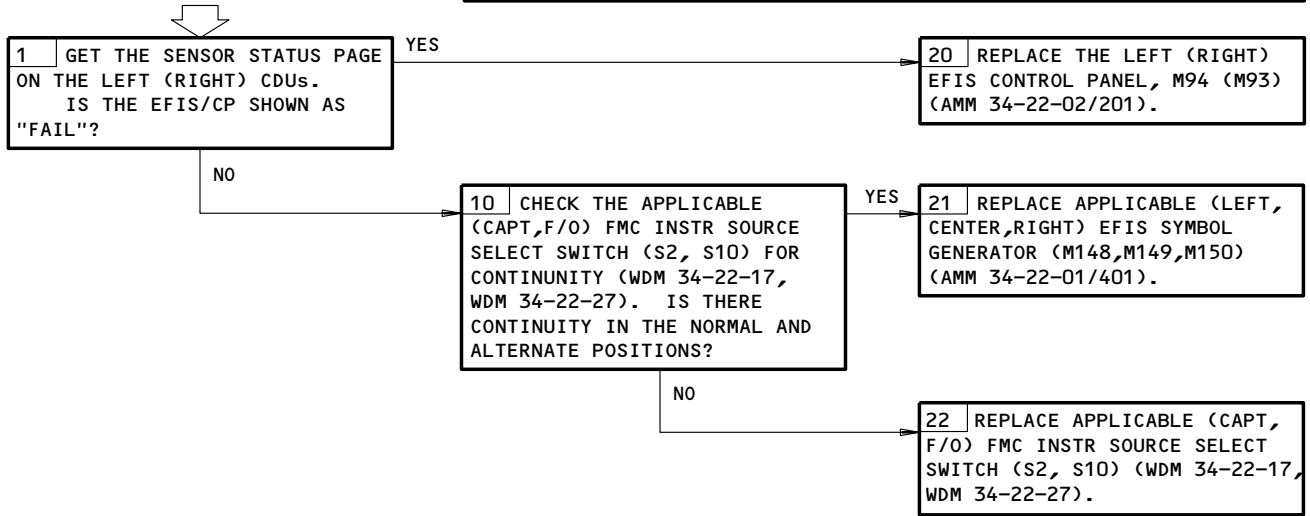 1 GET THE SENSOR STATUS PAGE
ON THE LEFT (RIGHT) CDUs.
IS THE EFIS/CP SHOWN AS
"FAIL"?
YES
20 REPLACE THE LEFT (RIGHT)
EFIS CONTROL PANEL, M94 (M93)
(AMM 34-22-02/201).
NO
10 CHECK THE APPLICABLE
(CAPT,F/O) FMC INSTR SOURCE
SELECT SWITCH (S2, S10) FOR
CONTINUNITY (WDM 34-22-17,
WDM 34-22-27). IS THERE
CONTINUITY IN THE NORMAL AND
ALTERNATE POSITIONS?
YES
21 REPLACE APPLICABLE (LEFT,
CENTER,RIGHT) EFIS SYMBOL
GENERATOR (M148,M149,M150)
(AMM 34-22-01/401).
NO
22 REPLACE APPLICABLE (CAPT,
F/O) FMC INSTR SOURCE SELECT
SWITCH (S2, S10) (WDM 34-22-17,
WDM 34-22-27).